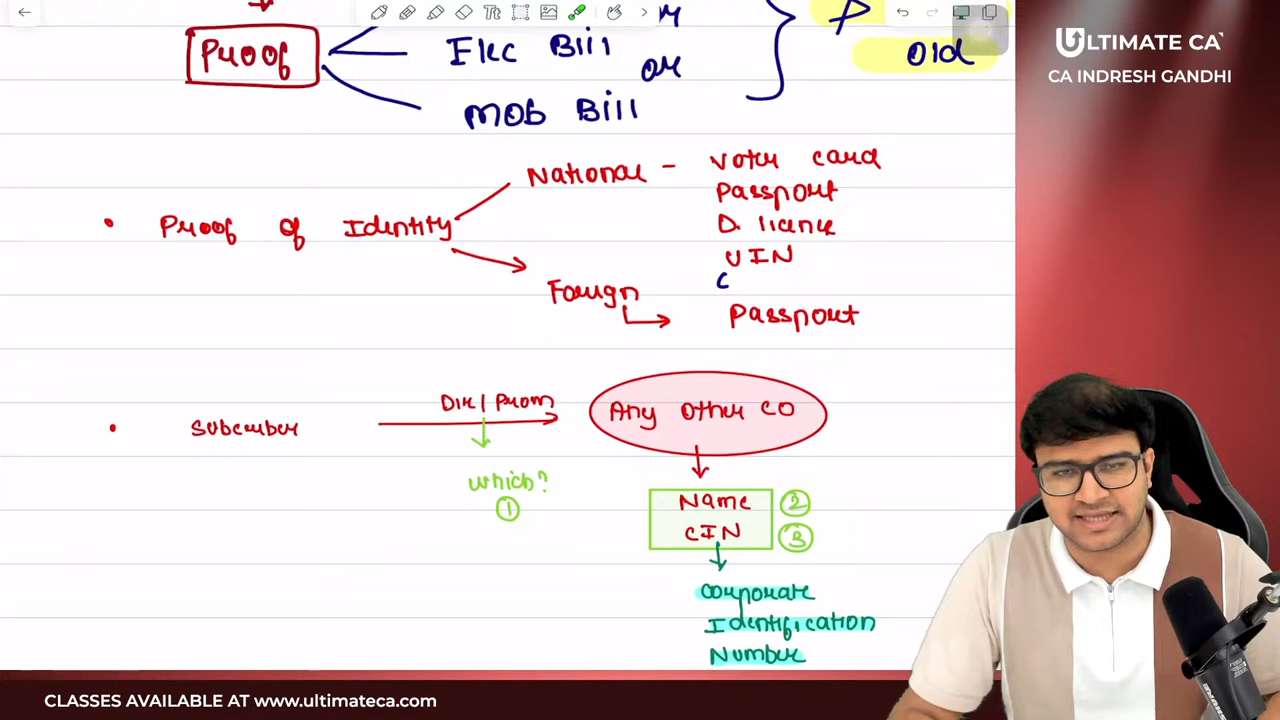 ULTIMATE CA
CA INDRESH GANDHI
Proof
Elec Bill
or
Old
Mob Bill
National - Voter card
Passport
D. licence
UIN
Proof of Identity
Foreign
Passport
Dir / Prom
Any Other CO
Subcriber
which?
①
Name ②
CIN ③
Corporate
Identification
Number
CLASSES AVAILABLE AT www.ultimateca.com